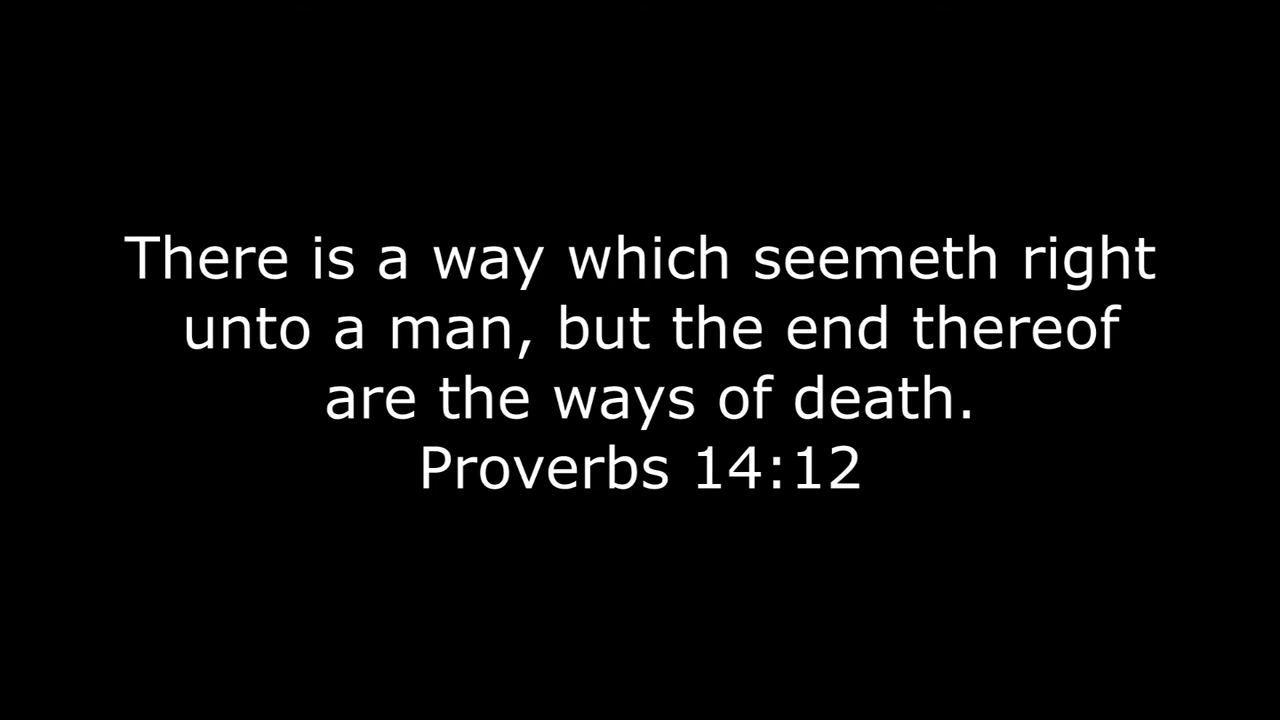 There is a way which seemeth right
unto a man, but the end thereof
are the ways of death.
Proverbs 14:12